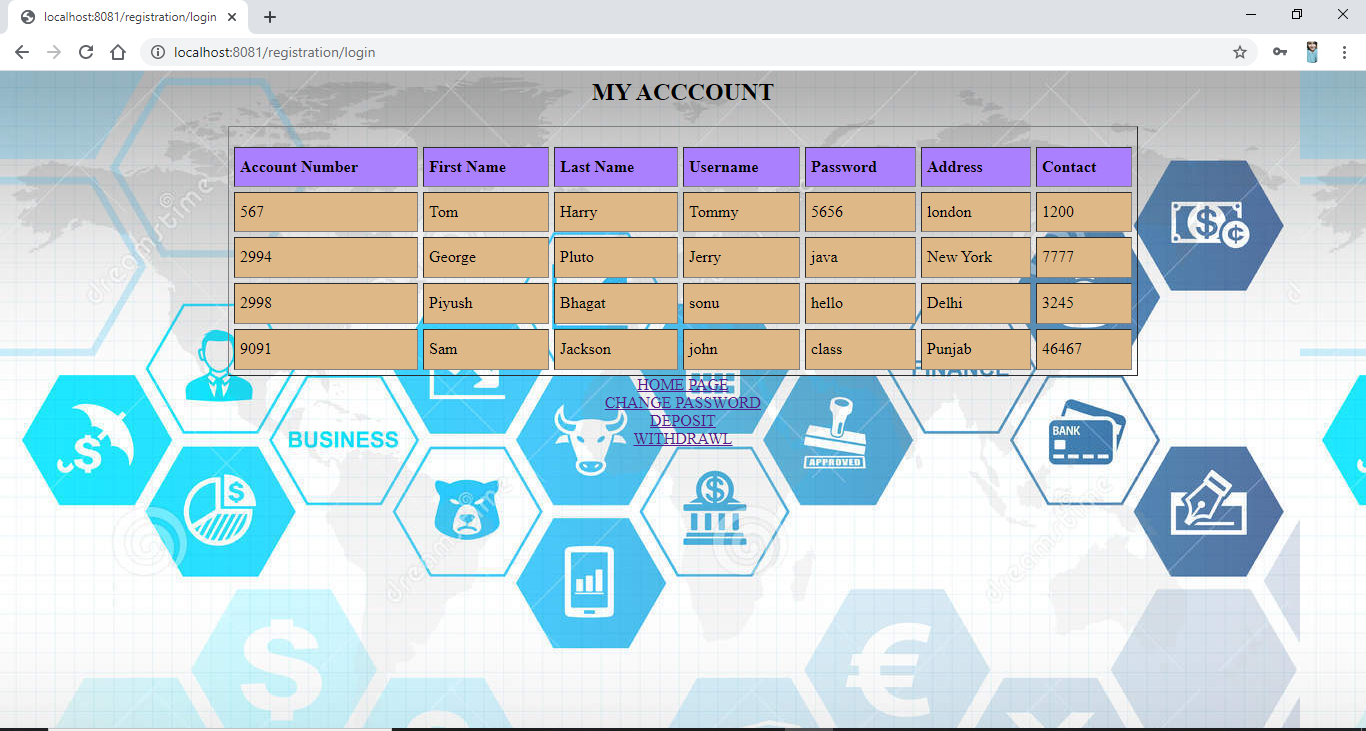 localhost:8081/registration/login
localhost:8081/registration/login
MY ACCCOUNT
Account Number First Name Last Name Username Password Address Contact
567 Tom Harry Tommy 5656 london 1200
2994 George Pluto Jerry java New York 7777
2998 Piyush Bhagat sonu hello Delhi 3245
9091 Sam Jackson john class Punjab 46467
FINANCE
HOME PAGE
CHANGE PASSWORD
DEPOSIT
WITHDRAWL
BUSINESS
BANK
APPROVED
dreamstime
dreamstime
dreamstime